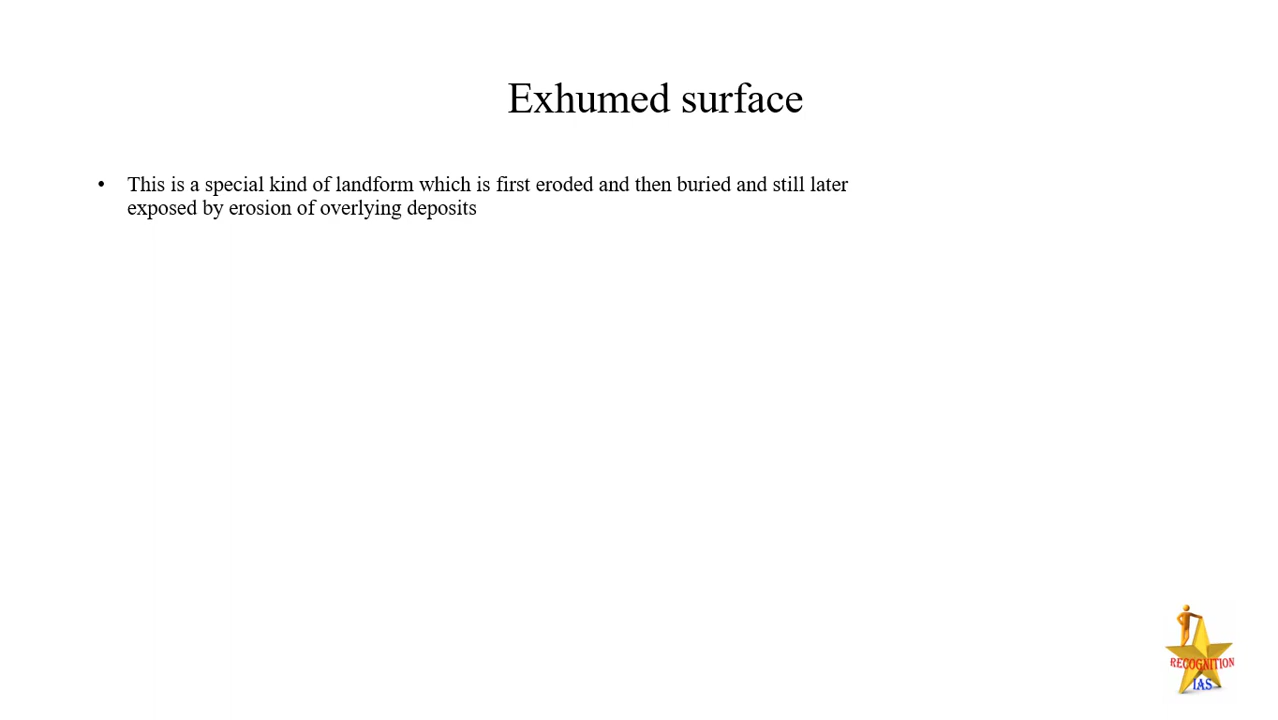 Exhumed surface
• This is a special kind of landform which is first eroded and then buried and still later
exposed by erosion of overlying deposits
RECOGNITION
IAS